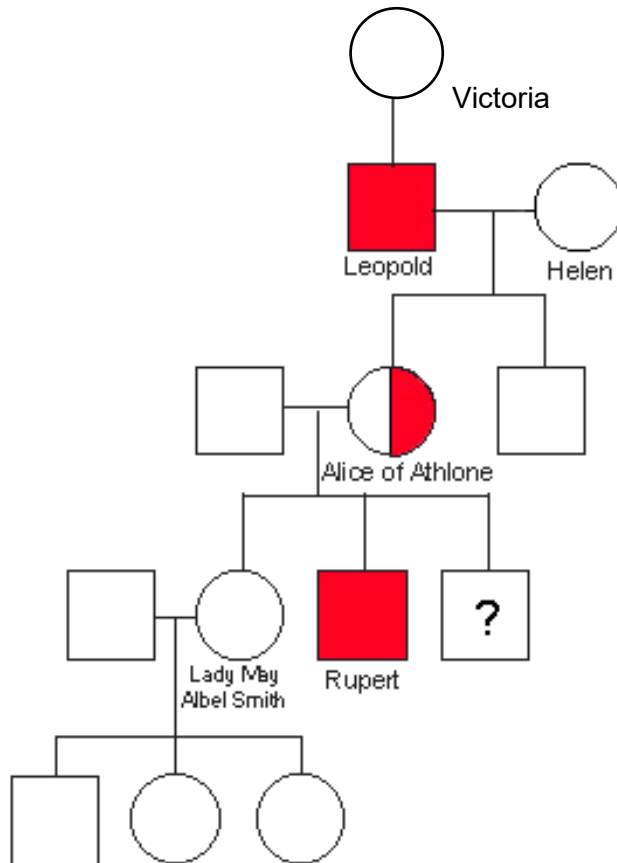 Victoria
Leopold
Helen
Alice of Athlone
?
Lady May
Albel Smith
Rupert